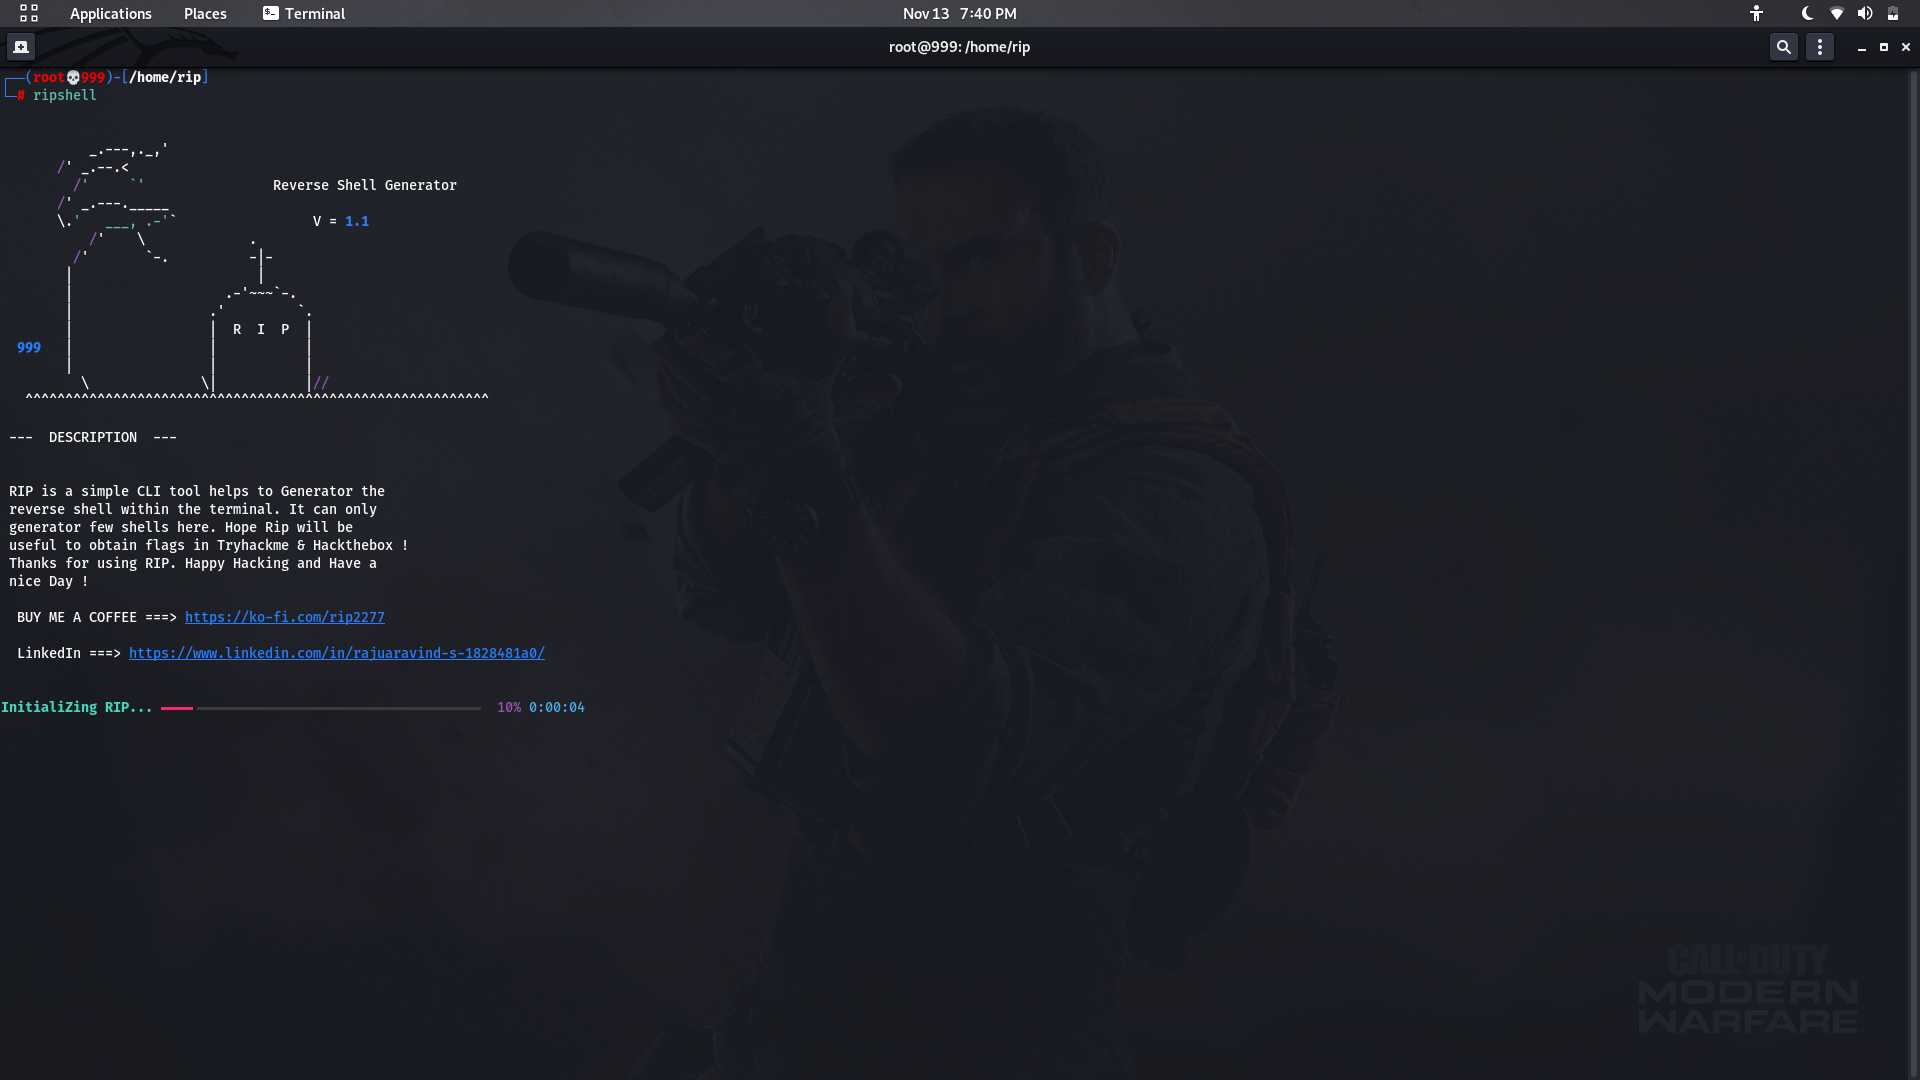 Applications Places Terminal Nov 13 7:40 PM
root@999: /home/rip
(root💀999)-[/home/rip]
# ripshell
Reverse Shell Generator
V = 1.1
R I P
999
--- DESCRIPTION ---
RIP is a simple CLI tool helps to Generator the
reverse shell within the terminal. It can only
generator few shells here. Hope Rip will be
useful to obtain flags in Tryhackme & Hackthebox !
Thanks for using RIP. Happy Hacking and Have a
nice Day !
BUY ME A COFFEE ===> https://ko-fi.com/rip2277
LinkedIn ===> https://www.linkedin.com/in/rajuaravind-s-1828481a0/
InitialiZing RIP... 10% 0:00:04
CALL OF DUTY
MODERN
WARFARE